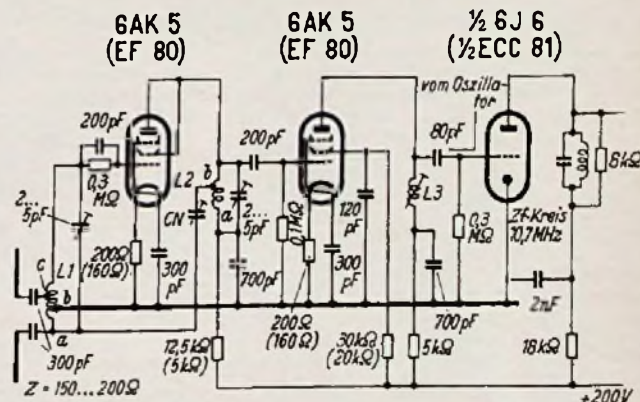 6AK 5
(EF 80)
6AK 5
(EF 80)
½ 6J 6
(½ECC 81)
vom Oszilla
tor
200pF
0,3
MΩ
2...
5pF
L1
c
b
a
300pF
Z = 150...200Ω
200Ω
(160Ω)
300
pF
CN
L2
b
a
2...
5pF
700pF
12,5kΩ
(5kΩ)
200pF
0,1MΩ
200Ω
(160Ω)
120
pF
300
pF
30kΩ
(20kΩ)
80pF
L3
0,3
MΩ
700pF
5kΩ
Zf-Kreis
10,7MHz
6kΩ
2nF
18kΩ
+200V